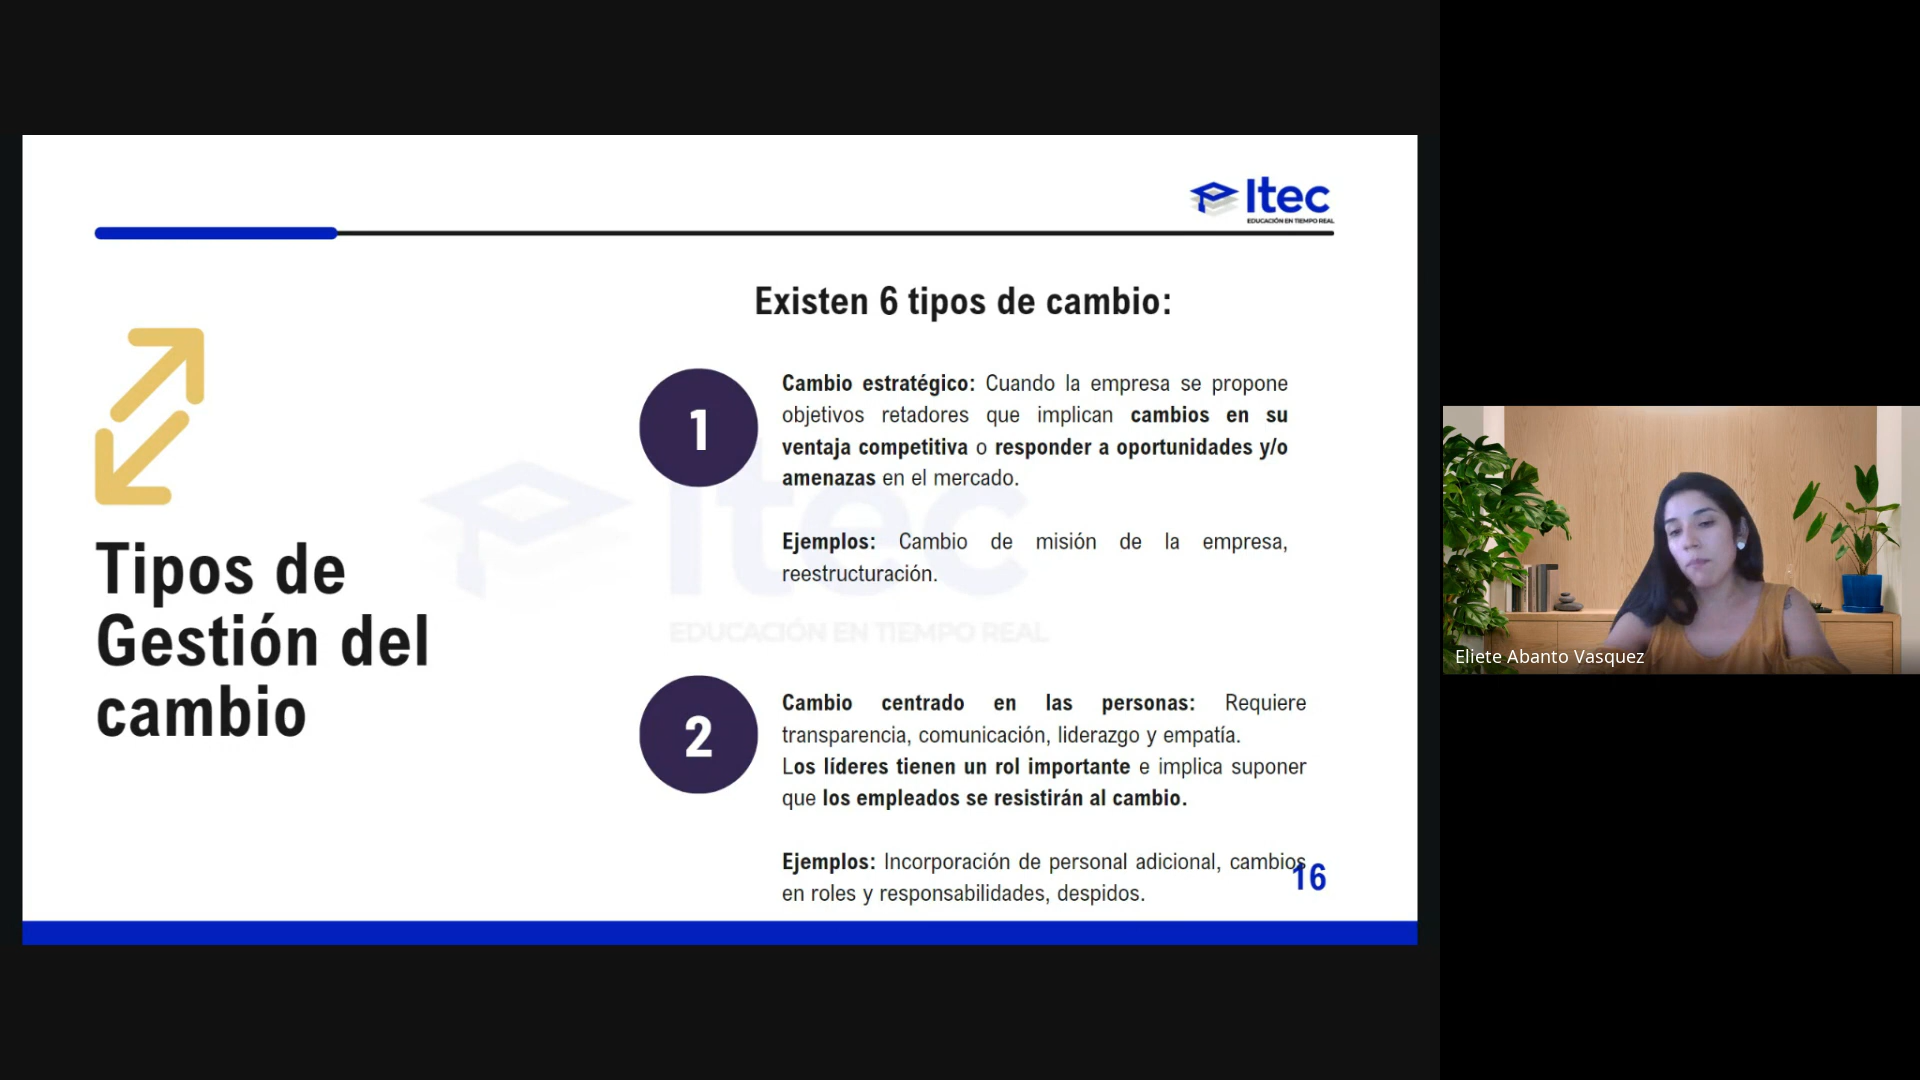 Itec
EDUCACIÓN EN TIEMPO REAL
Existen 6 tipos de cambio:
Tipos de
Gestión del
cambio
1
Cambio estratégico: Cuando la empresa se propone
objetivos retadores que implican cambios en su
ventaja competitiva o responder a oportunidades y/o
amenazas en el mercado.
Ejemplos: Cambio de misión de la empresa,
reestructuración.
Itec
EDUCACIÓN EN TIEMPO REAL
2
Cambio centrado en las personas: Requiere
transparencia, comunicación, liderazgo y empatía.
Los líderes tienen un rol importante e implica suponer
que los empleados se resistirán al cambio.
Ejemplos: Incorporación de personal adicional, cambios
en roles y responsabilidades, despidos.
16
Eliete Abanto Vasquez